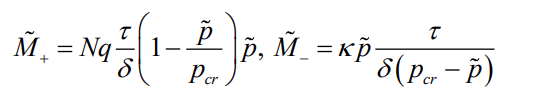 M̃₊ = Nq τ/δ (1 − p̃/p_cr) p̃, M̃₋ = κp̃ τ/δ(p_cr − p̃)